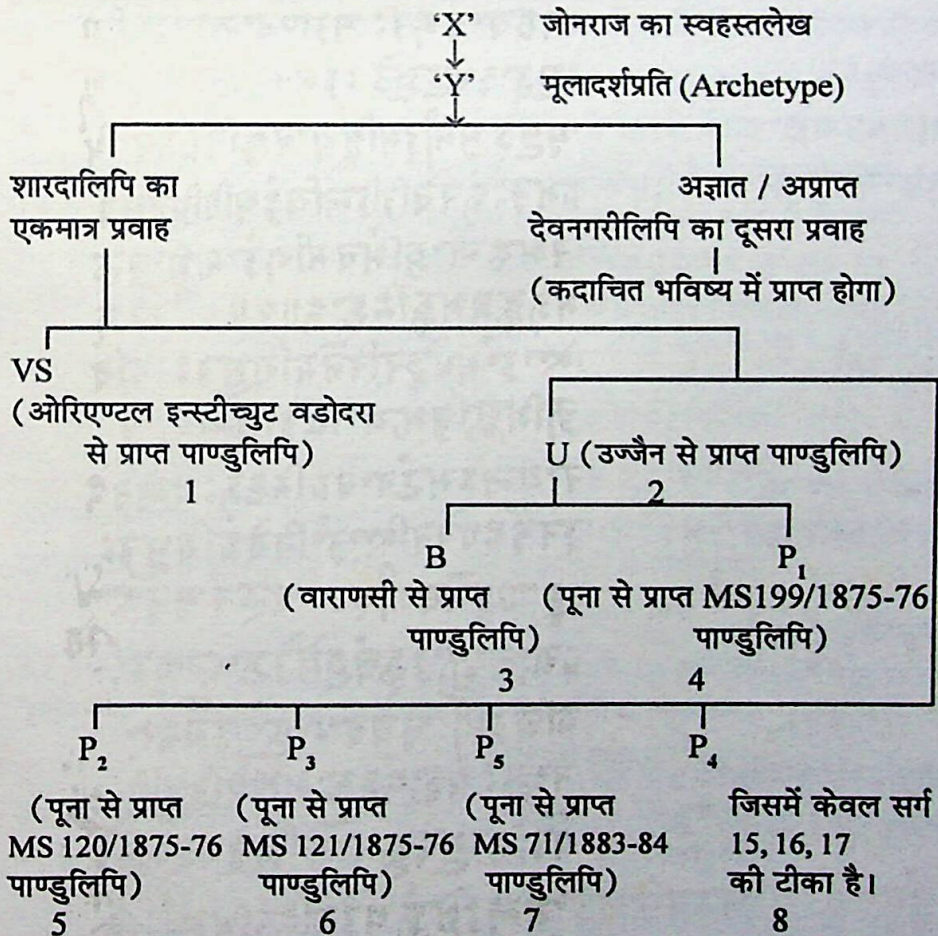 ‘X’ जोनराज का स्वहस्तलेख
‘Y’ मूलादर्शप्रति (Archetype)
शारदालिपि का
एकमात्र प्रवाह
अज्ञात / अप्राप्त
देवनगरीलिपि का दूसरा प्रवाह
(कदाचित भविष्य में प्राप्त होगा)
VS
(ओरिएण्टल इन्स्टीच्युट वडोदरा
से प्राप्त पाण्डुलिपि)
1
U (उज्जैन से प्राप्त पाण्डुलिपि)
2
B
(वाराणसी से प्राप्त
पाण्डुलिपि)
3
P₁
(पूना से प्राप्त MS199/1875-76
पाण्डुलिपि)
4
P₂
(पूना से प्राप्त
MS 120/1875-76
पाण्डुलिपि)
5
P₃
(पूना से प्राप्त
MS 121/1875-76
पाण्डुलिपि)
6
P₅
(पूना से प्राप्त
MS 71/1883-84
पाण्डुलिपि)
7
P₄
जिसमें केवल सर्ग
15, 16, 17
की टीका है।
8